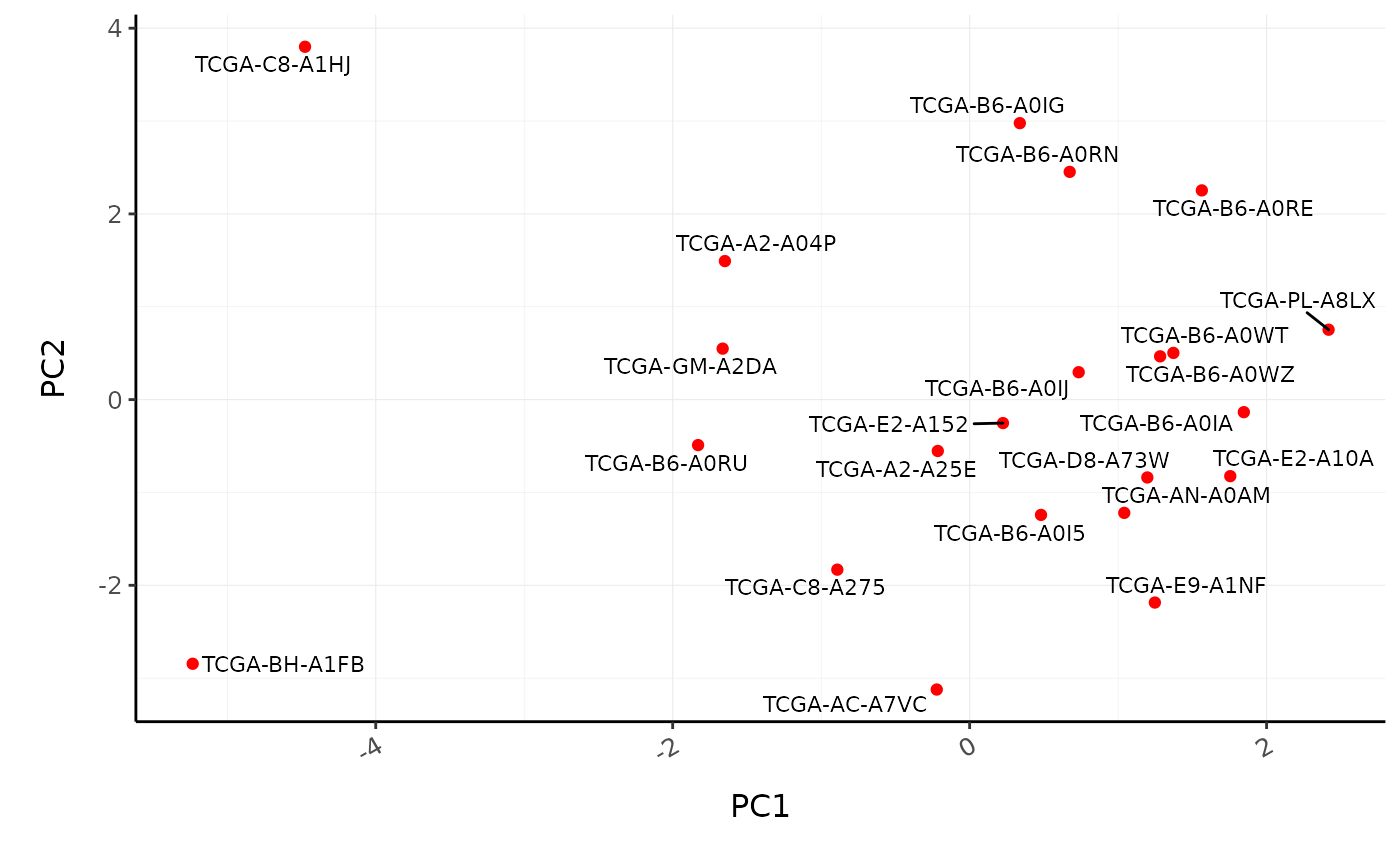 4
TCGA-C8-A1HJ
TCGA-B6-A0IG
TCGA-B6-A0RN
TCGA-B6-A0RE
2
TCGA-A2-A04P
TCGA-PL-A8LX
TCGA-B6-A0WT
PC2
TCGA-GM-A2DA
TCGA-B6-A0WZ
TCGA-B6-A0IJ
0
TCGA-E2-A152
TCGA-B6-A0IA
TCGA-B6-A0RU
TCGA-A2-A25E
TCGA-D8-A73W
TCGA-E2-A10A
TCGA-AN-A0AM
TCGA-B6-A0I5
-2
TCGA-C8-A275
TCGA-E9-A1NF
TCGA-BH-A1FB
TCGA-AC-A7VC
-4
-2
0
2
PC1